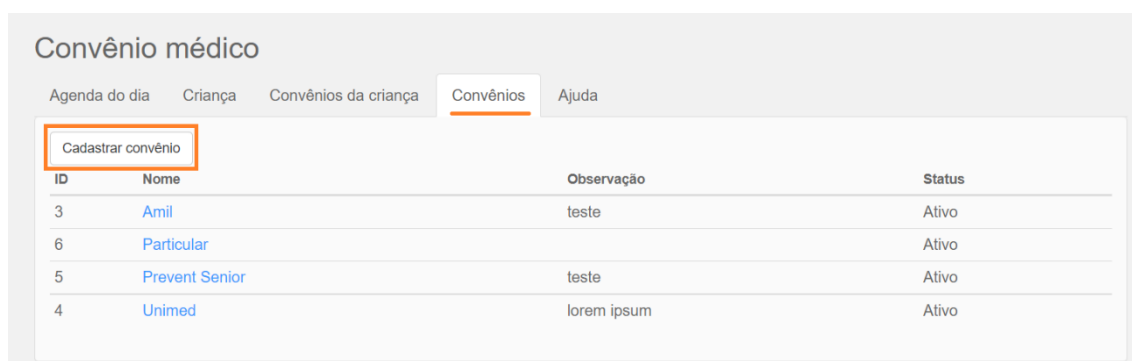 Convênio médico
Agenda do dia Criança Convênios da criança Convênios Ajuda
Cadastrar convênio
ID Nome Observação Status
3 Amil teste Ativo
6 Particular Ativo
5 Prevent Senior teste Ativo
4 Unimed lorem ipsum Ativo